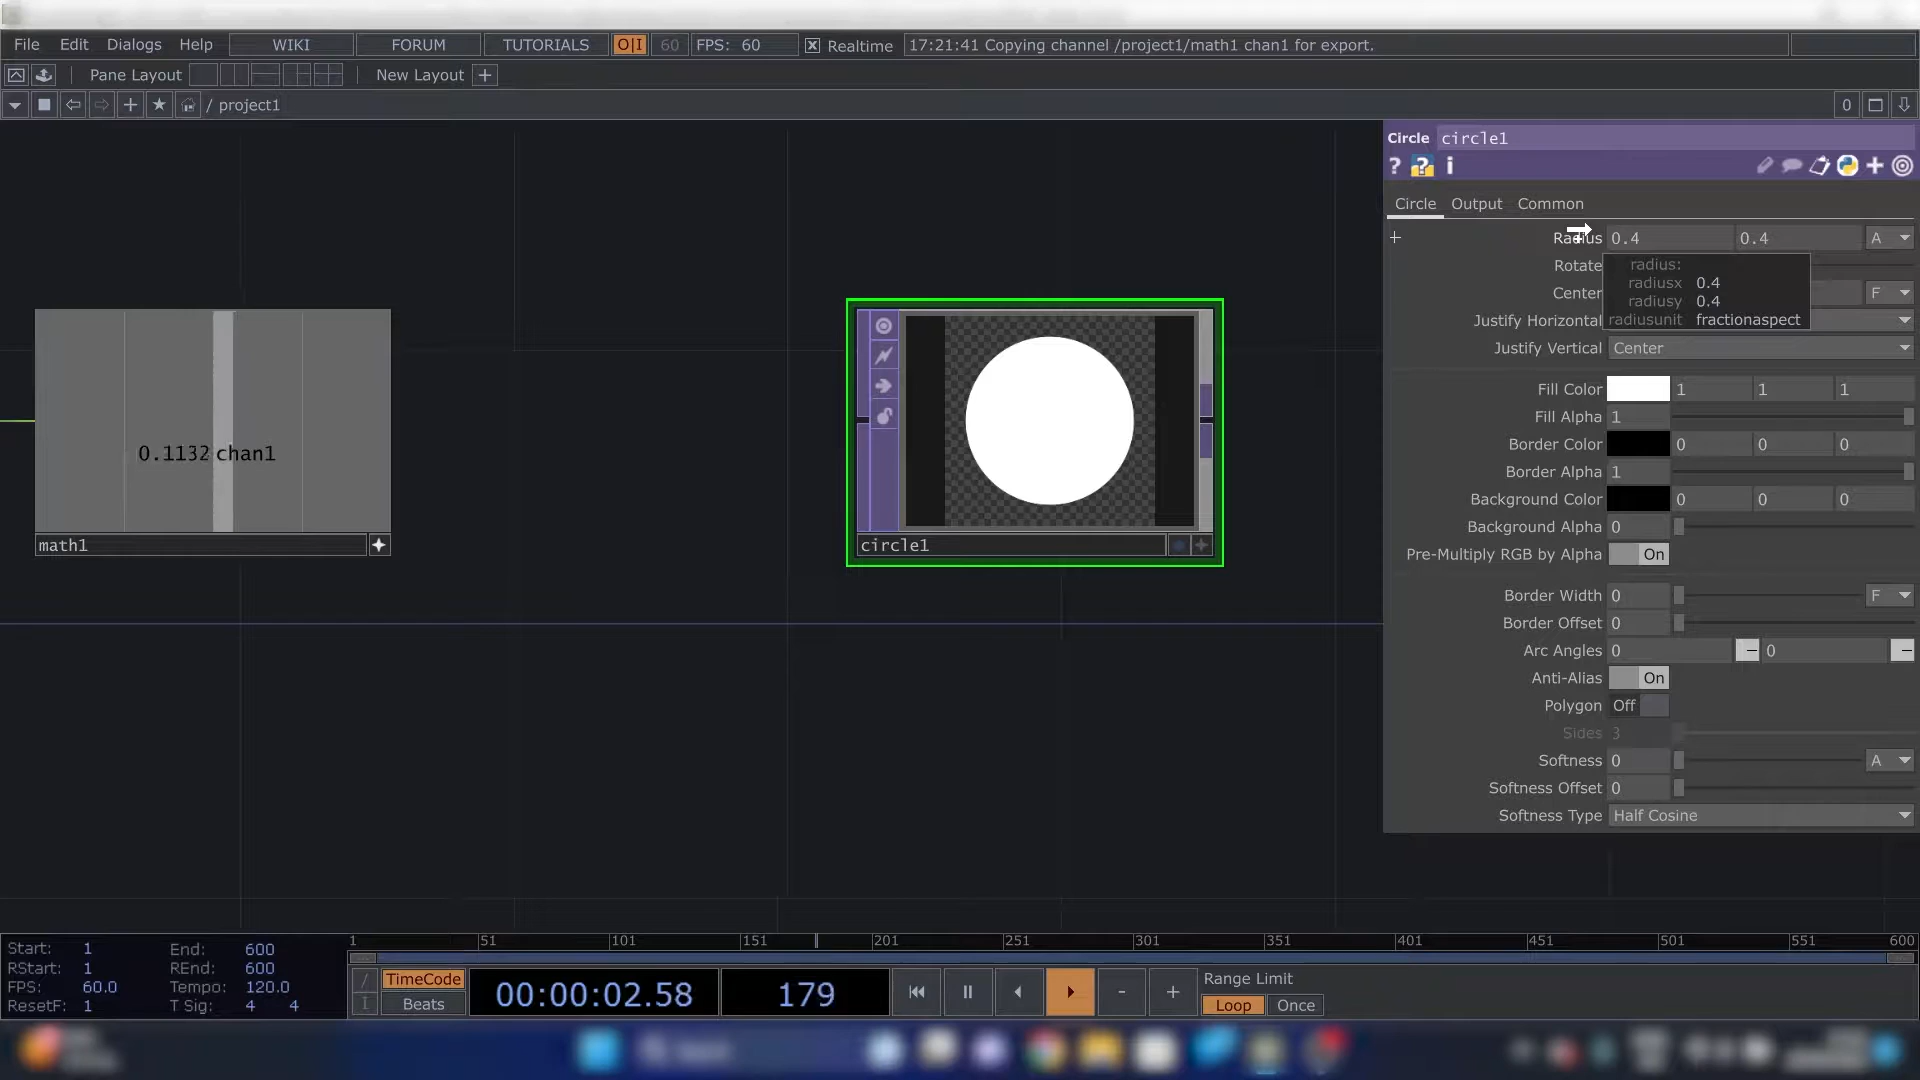 File Edit Dialogs Help WIKI FORUM TUTORIALS O|I 60 FPS: 60 Realtime 17:21:41 Copying channel /project1/math1 chan1 for export.
Pane Layout New Layout +
/ project1 0
Circle circle1
? ? i
Circle Output Common
+ Radius 0.4 0.4 A
Rotate
radius:
radiusx 0.4
Center F
radiusy 0.4
Justify Horizontal
radiusunit fractionaspect
Justify Vertical Center
Fill Color 1 1 1
Fill Alpha 1
Border Color 0 0 0
Border Alpha 1
Background Color 0 0 0
Background Alpha 0
Pre-Multiply RGB by Alpha On
Border Width 0 F
Border Offset 0
Arc Angles 0 0
Anti-Alias On
Polygon Off
Sides 3
Softness 0 A
Softness Offset 0
Softness Type Half Cosine
0.1132 chan1
math1
circle1
1 51 101 151 201 251 301 351 401 451 501 551 600
Start: 1 End: 600
RStart: 1 REnd: 600
FPS: 60.0 Tempo: 120.0
ResetF: 1 T Sig: 4 4
TimeCode
Beats
00:00:02.58 179
- +
Range Limit
Loop Once